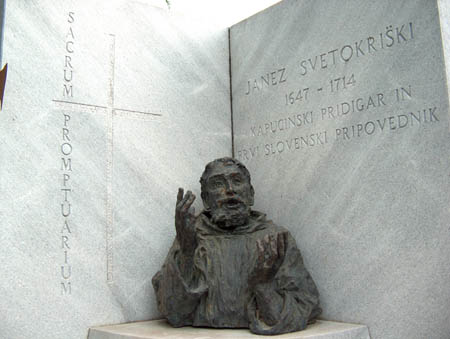 SACRUM PROMPTUARIUM
JANEZ SVETOKRIŠKI
1647 - 1714
KAPUCINSKI PRIDIGAR IN
PRVI SLOVENSKI PRIPOVEDNIK